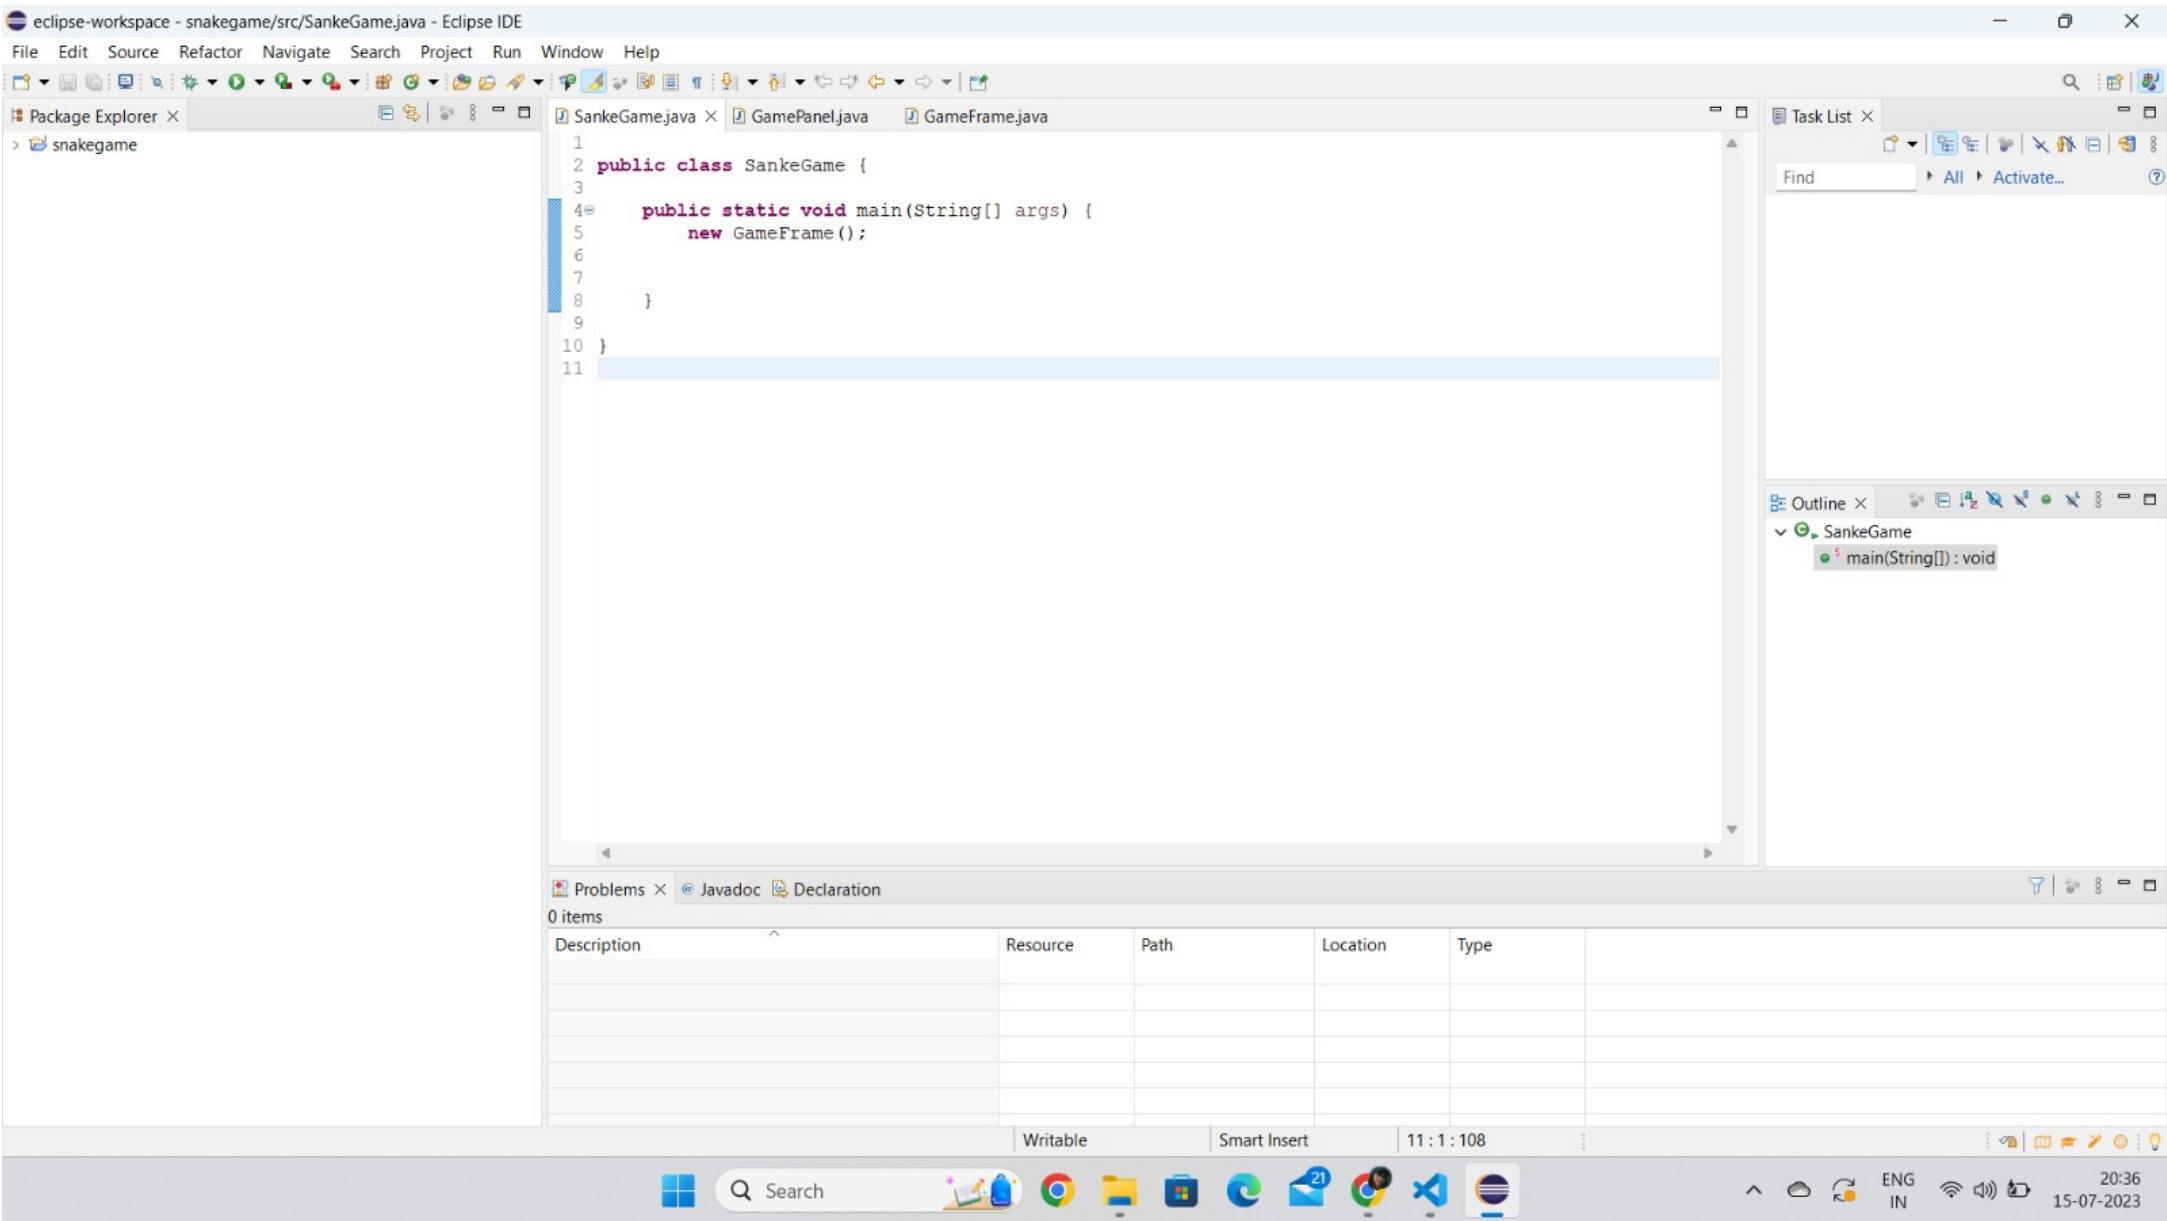 eclipse-workspace - snakegame/src/SankeGame.java - Eclipse IDE
File Edit Source Refactor Navigate Search Project Run Window Help
Package Explorer
snakegame
SankeGame.java GamePanel.java GameFrame.java
1
2 public class SankeGame {
3
4 public static void main(String[] args) {
5 new GameFrame();
6
7
8 }
9
10 }
11
Task List
Find All Activate...
Outline
SankeGame
main(String[]) : void
Problems Javadoc Declaration
0 items
Description Resource Path Location Type
Writable Smart Insert 11 : 1 : 108
Search
21
ENG
IN
20:36
15-07-2023